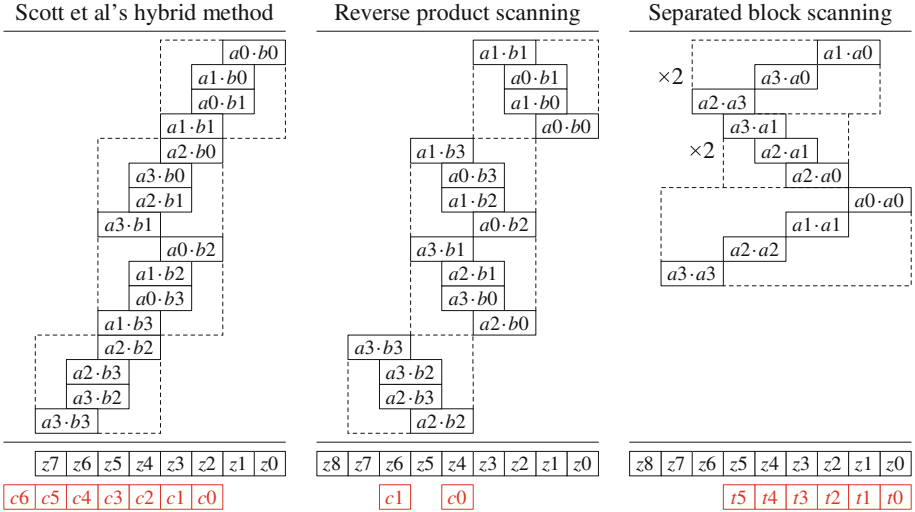 Scott et al's hybrid method
a0·b0
a1·b0
a0·b1
a1·b1
a2·b0
a3·b0
a2·b1
a3·b1
a0·b2
a1·b2
a0·b3
a1·b3
a2·b2
a2·b3
a3·b2
a3·b3
z7 z6 z5 z4 z3 z2 z1 z0
c6 c5 c4 c3 c2 c1 c0
Reverse product scanning
a1·b1
a0·b1
a1·b0
a0·b0
a1·b3
a0·b3
a1·b2
a0·b2
a3·b1
a2·b1
a3·b0
a2·b0
a3·b3
a3·b2
a2·b3
a2·b2
z8 z7 z6 z5 z4 z3 z2 z1 z0
c1 c0
Separated block scanning
a1·a0
×2 a3·a0
a2·a3
a3·a1
×2 a2·a1
a2·a0
a0·a0
a1·a1
a2·a2
a3·a3
z8 z7 z6 z5 z4 z3 z2 z1 z0
t5 t4 t3 t2 t1 t0